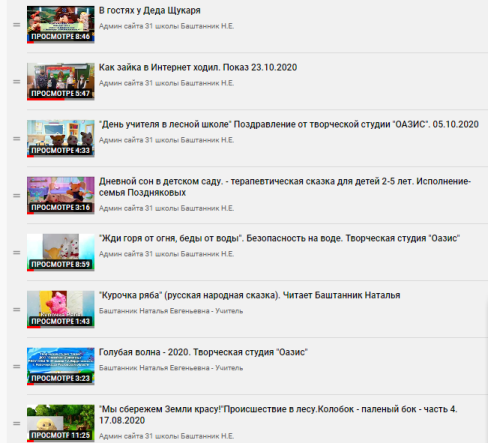 В гостях у Деда Щукаря
ПРОСМОТРЕ 8:46
Админ сайта 31 школы Баштанник Н.Е.
Как зайка в Интернет ходил. Показ 23.10.2020
ПРОСМОТРЕ 5:47
Админ сайта 31 школы Баштанник Н.Е.
"День учителя в лесной школе" Поздравление от творческой студии "ОАЗИС". 05.10.2020
ПРОСМОТРЕ 4:33
Админ сайта 31 школы Баштанник Н.Е.
Дневной сон в детском саду. - терапевтическая сказка для детей 2-5 лет. Исполнение-
семья Поздняковых
ПРОСМОТРЕ 3:16
Админ сайта 31 школы Баштанник Н.Е.
"Жди горя от огня, беды от воды". Безопасность на воде. Творческая студия "Оазис"
ПРОСМОТРЕ 8:59
Админ сайта 31 школы Баштанник Н.Е.
"Курочка ряба" (русская народная сказка). Читает Баштанник Наталья
ПРОСМОТРЕ 1:43
Баштанник Наталья Евгеньевна - Учитель
Голубая волна - 2020. Творческая студия "Оазис"
ПРОСМОТРЕ 3:23
Баштанник Наталья Евгеньевна - Учитель
"Мы сбережем Земли красу!"Происшествие в лесу.Колобок - паленый бок - часть 4.
17.08.2020
ПРОСМОТГ 11:25
Админ сайта 31 школы Баштанник Н.Е.